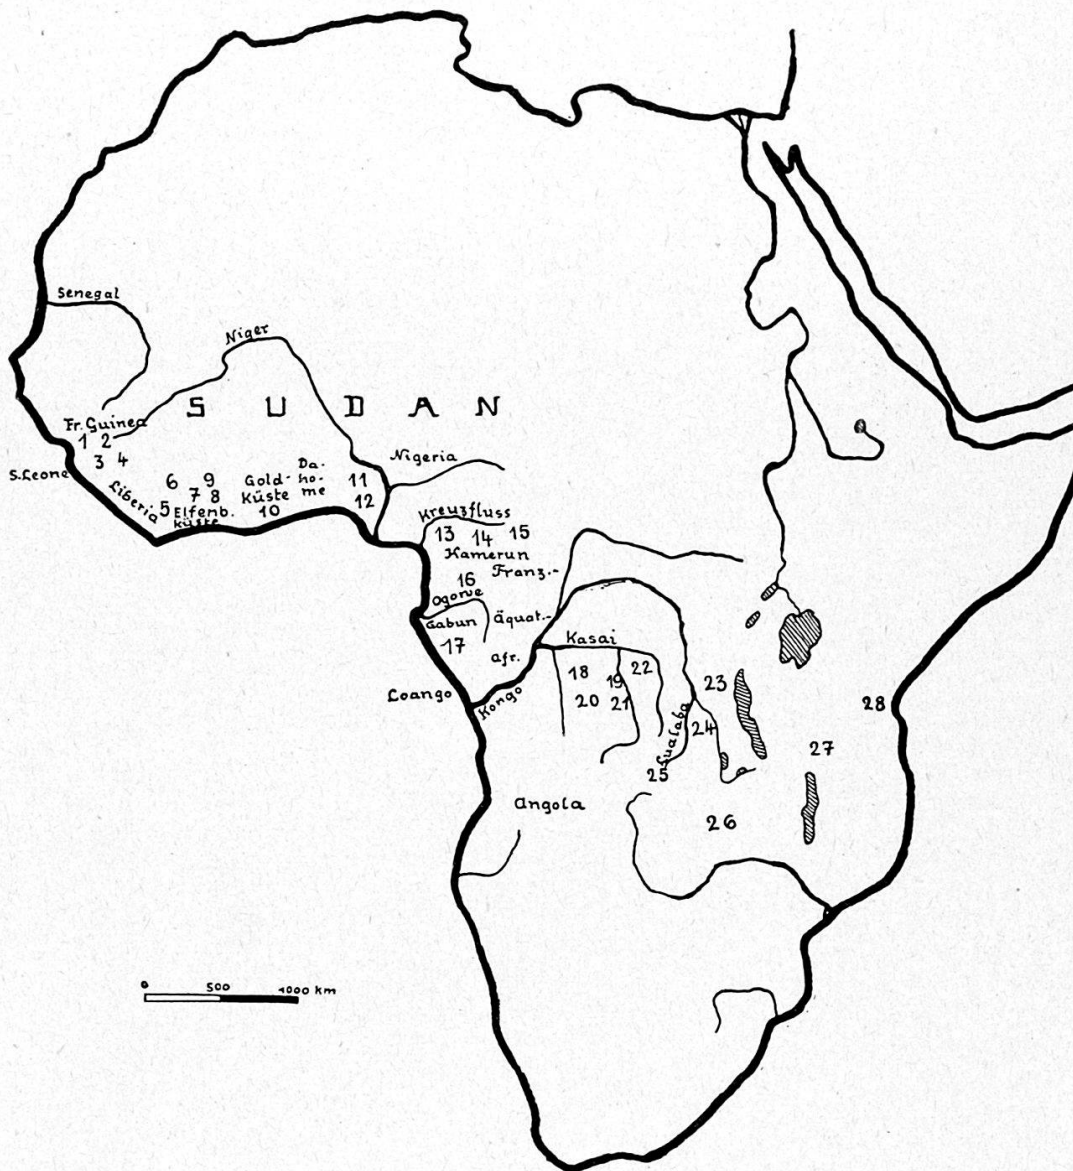 Senegal
Niger
SUDAN
Fr. Guinea
1 2
3 4
S. Leone
Liberia
5
6 9
7 8
Elfenb.
küste
Gold-
Küste
10
Da-
ho-
me
11
12
Nigeria
Kreuzfluss
13 14 15
Kamerun
Franz.-
16
Ogowe
Gabun
Äquat.-
17
afr.
Kasai
18 19 22
20 21
23
24
Loango
Kongo
Lualaba
25
28
27
Angola
26
0 500 1000 km